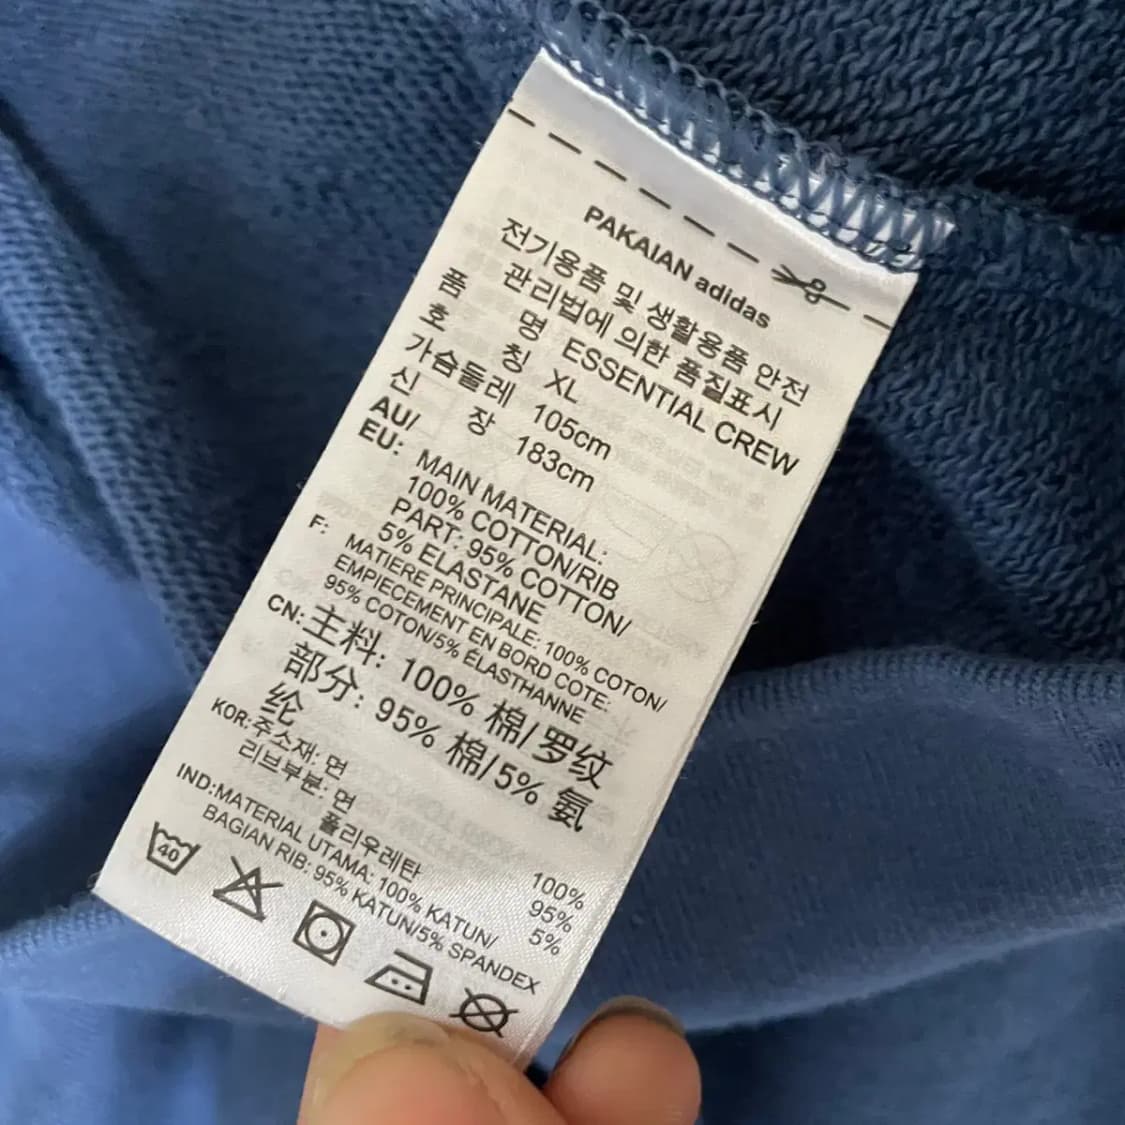 PAKAIAN adidas
전기용품 및 생활용품 안전
관리법에 의한 품질표시
품 명 ESSENTIAL CREW
호 칭 XL
가슴둘레 105cm
신 장 183cm
AU/
EU: MAIN MATERIAL:
100% COTTON/RIB
PART: 95% COTTON/
5% ELASTANE
F: MATIERE PRINCIPALE: 100% COTON/
EMPIECEMENT EN BORD COTE:
95% COTON/5% ÉLASTHANNE
CN: 主料: 100% 棉/罗纹
部分: 95% 棉/5% 氨
纶
KOR: 주소재: 면 100%
리브부분: 면 95%
폴리우레탄 5%
IND:MATERIAL UTAMA: 100% KATUN/
BAGIAN RIB: 95% KATUN/5% SPANDEX
40